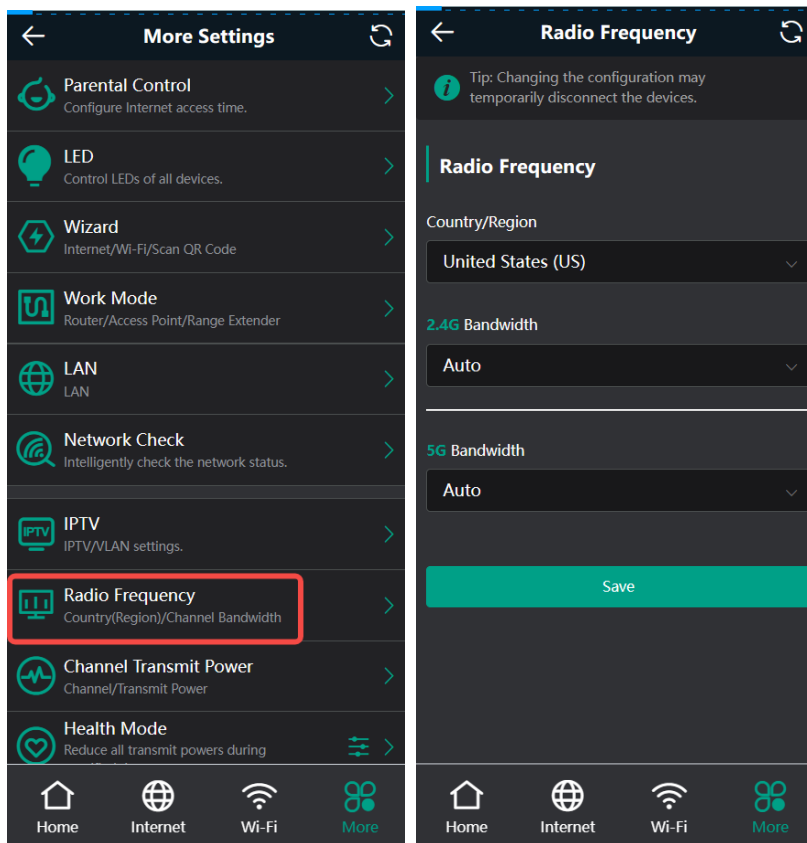 More Settings
Parental Control
Configure Internet access time.
LED
Control LEDs of all devices.
Wizard
Internet/Wi-Fi/Scan QR Code
Work Mode
Router/Access Point/Range Extender
LAN
LAN
Network Check
Intelligently check the network status.
IPTV
IPTV
IPTV/VLAN settings.
Radio Frequency
Country(Region)/Channel Bandwidth
Channel Transmit Power
Channel/Transmit Power
Health Mode
Reduce all transmit powers during
Home
Internet
Wi-Fi
More
Radio Frequency
i
Tip: Changing the configuration may
temporarily disconnect the devices.
Radio Frequency
Country/Region
United States (US)
2.4G Bandwidth
Auto
5G Bandwidth
Auto
Save
Home
Internet
Wi-Fi
More